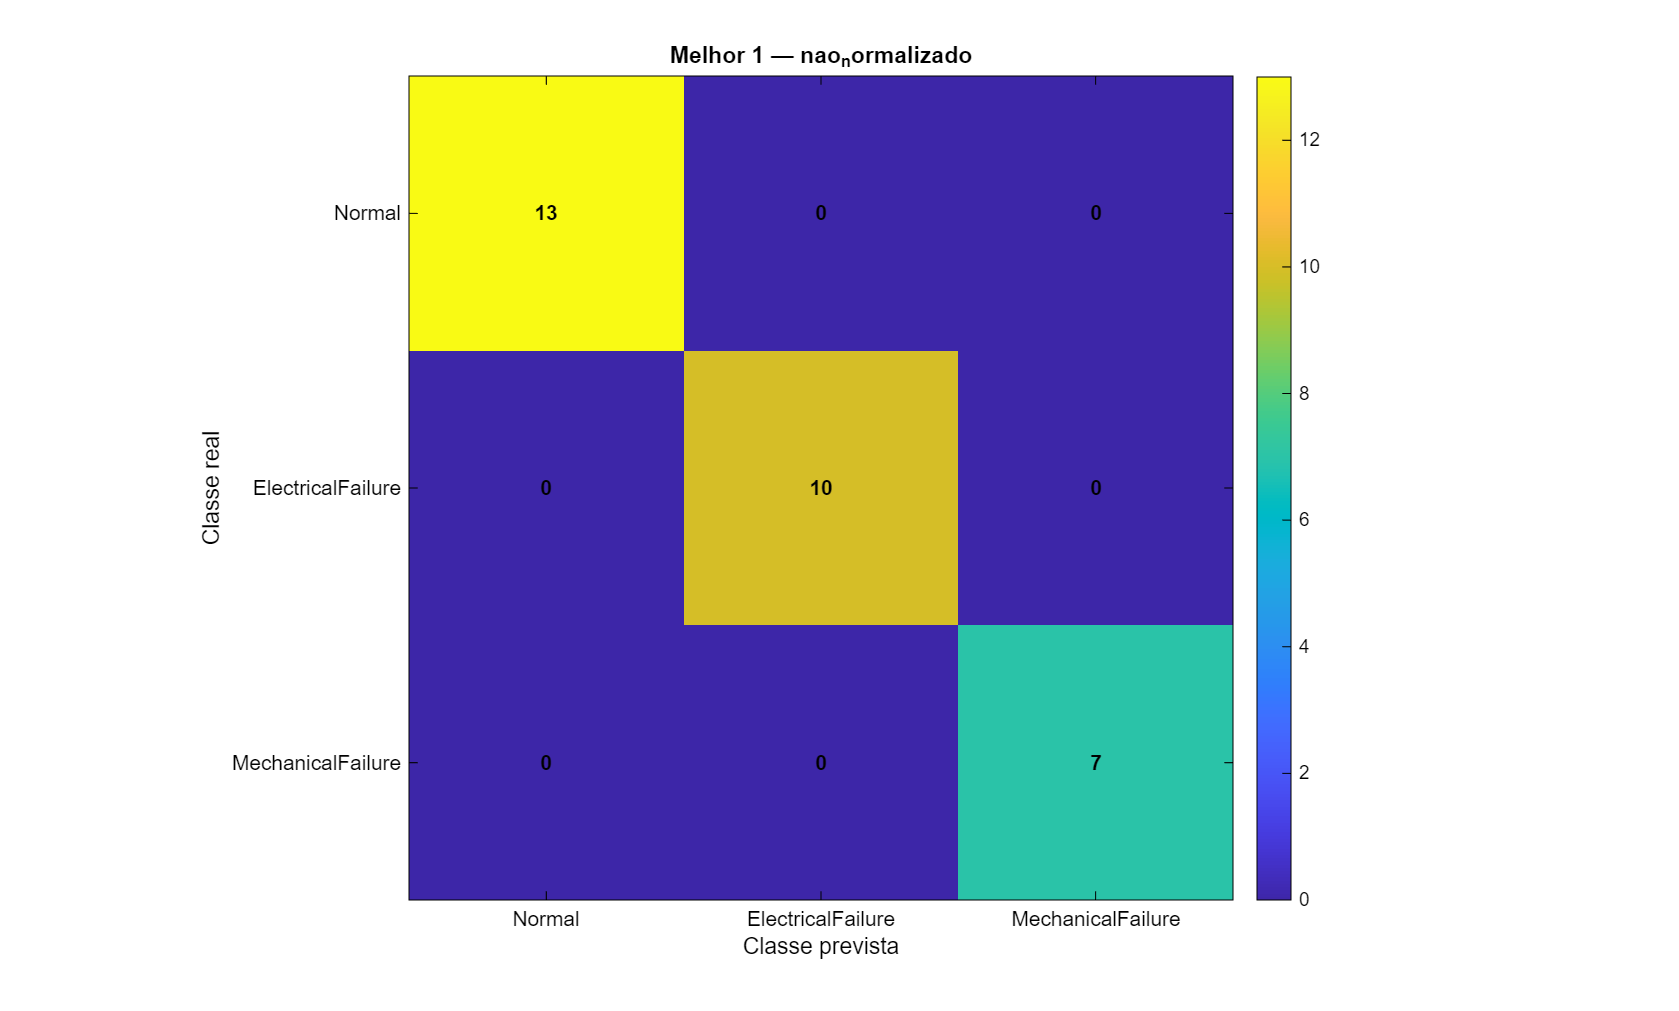 Melhor 1 — naonormalizado
12
Normal 13 0 0
10
8
Classe real
ElectricalFailure 0 10 0
6
4
MechanicalFailure 0 0 7
2
0
Normal ElectricalFailure MechanicalFailure
Classe prevista